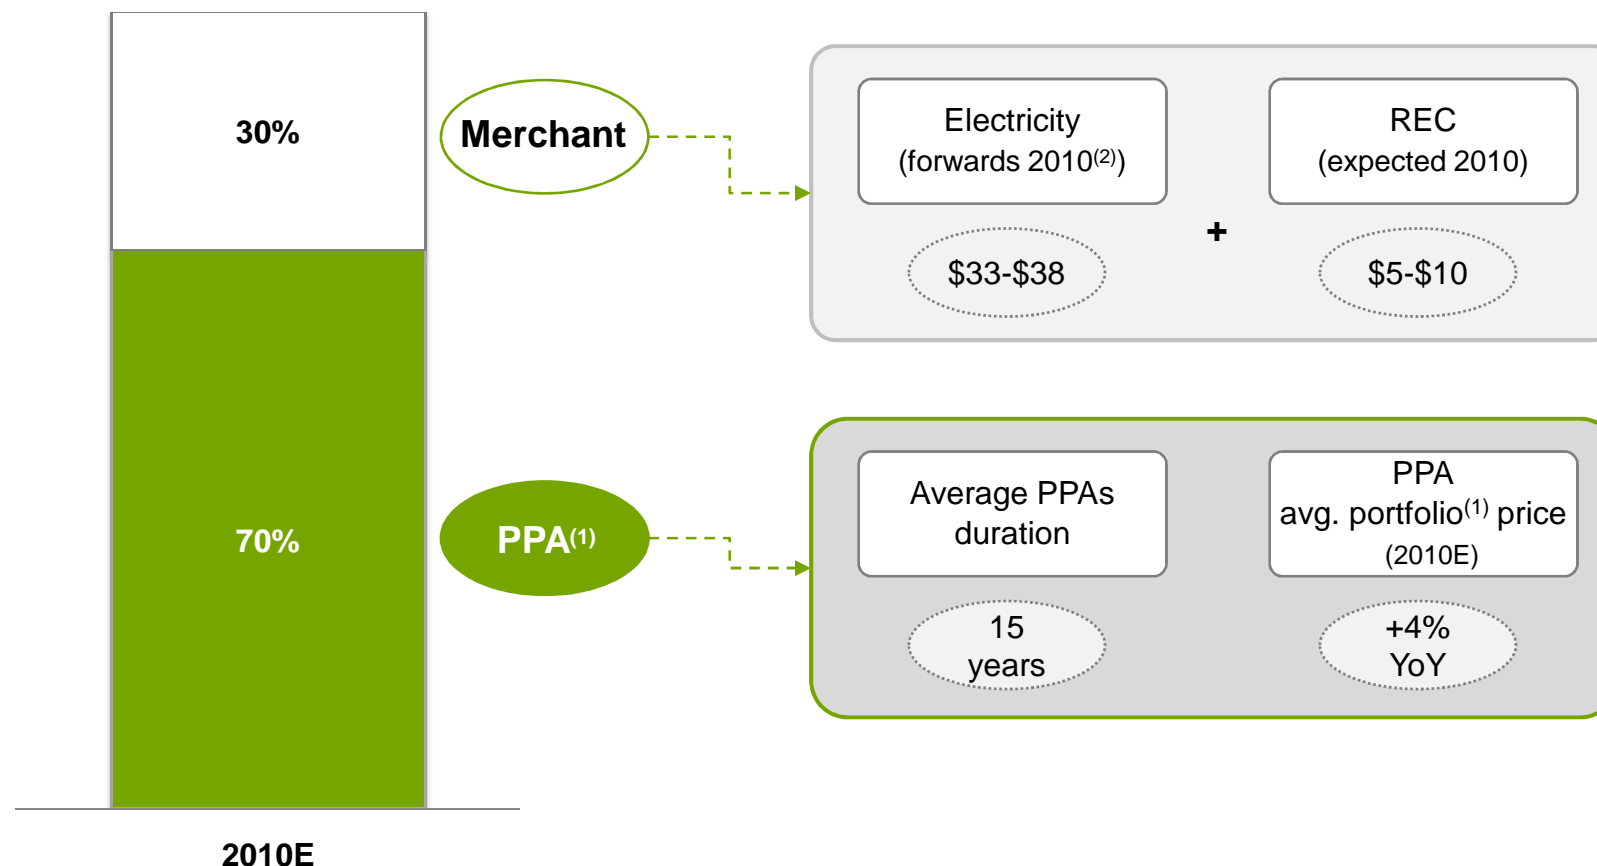 30%
Merchant
Electricity
(forwards 2010(2))
REC
(expected 2010)
+
$33-$38
$5-$10
70%
PPA(1)
Average PPAs
duration
PPA
avg. portfolio(1) price
(2010E)
15
years
+4%
YoY
2010E